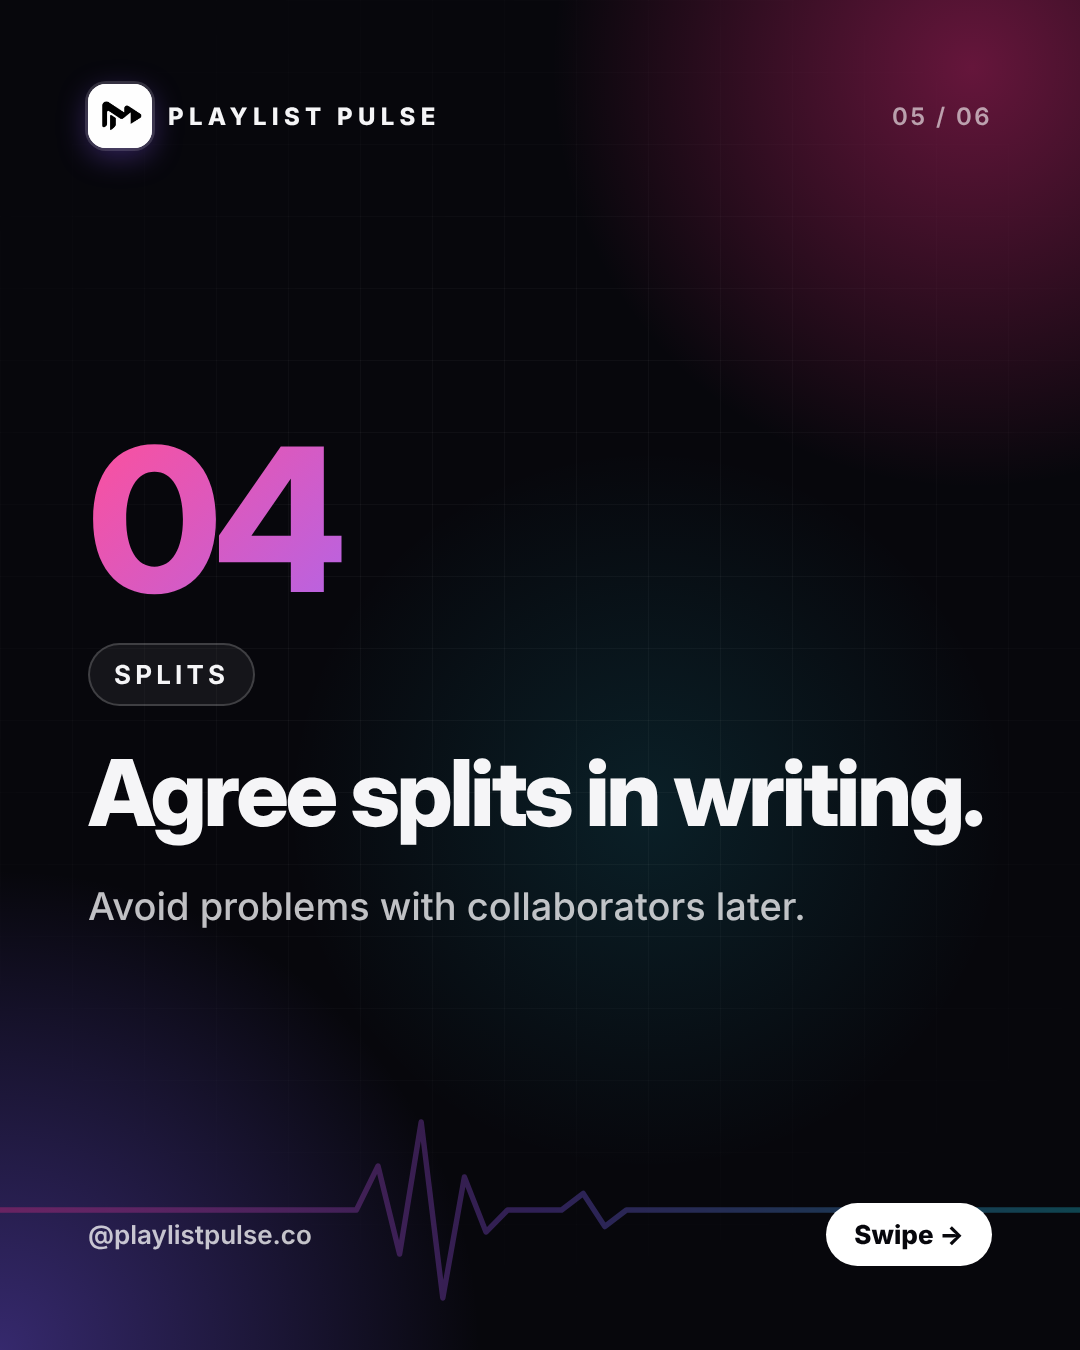 PLAYLIST PULSE
05 / 06
04
SPLITS
Agree splits in writing.
Avoid problems with collaborators later.
@playlistpulse.co
Swipe →